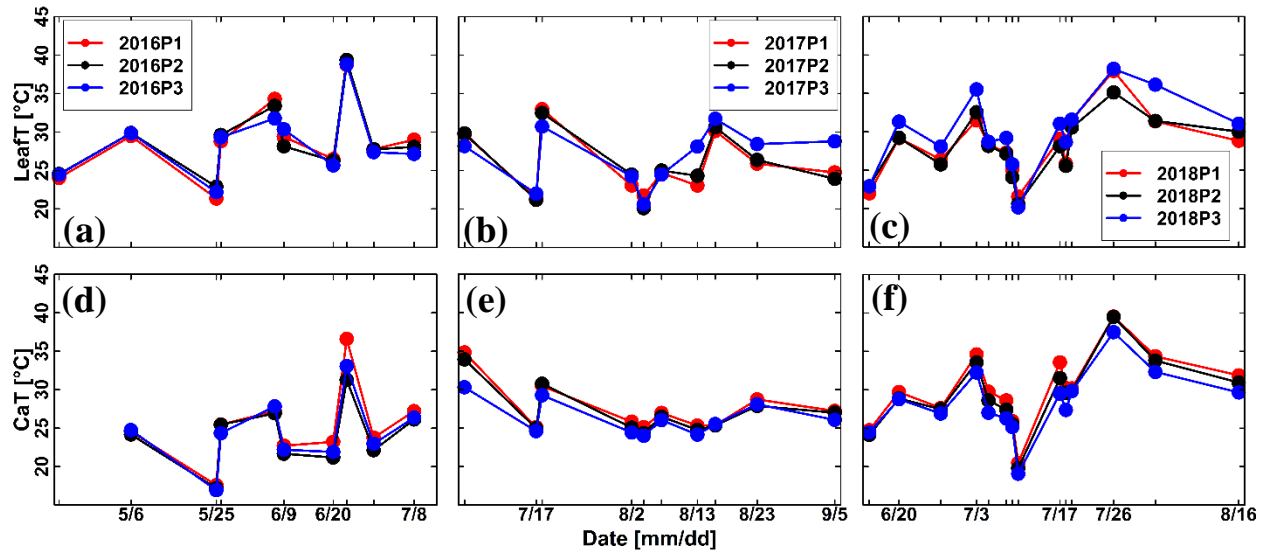 LeafT [°C]
45
40
35
30
25
20
2016P1
2016P2
2016P3
(a)
2017P1
2017P2
2017P3
(b)
2018P1
2018P2
2018P3
(c)
CaT [°C]
45
40
35
30
25
20
(d)
(e)
(f)
5/6 5/25 6/9 6/20 7/8 7/17 8/2 8/13 8/23 9/5 6/20 7/3 7/17 7/26 8/16
Date [mm/dd]